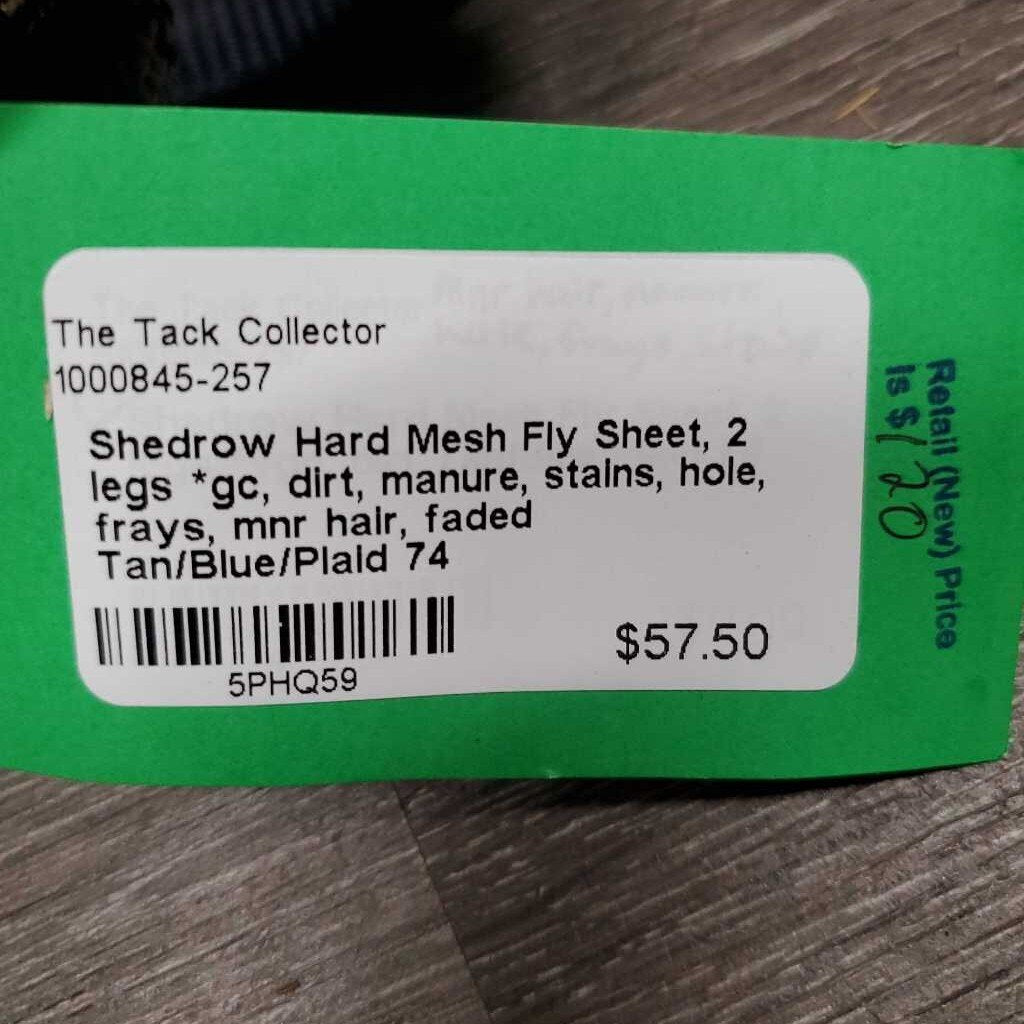 The Tack Collector
1000845-257
Shedrow Hard Mesh Fly Sheet, 2
legs *gc, dirt, manure, stains, hole,
frays, mnr hair, faded
Tan/Blue/Plaid 74
5PHQ59
$57.50
Retail (New) Price
Is $120